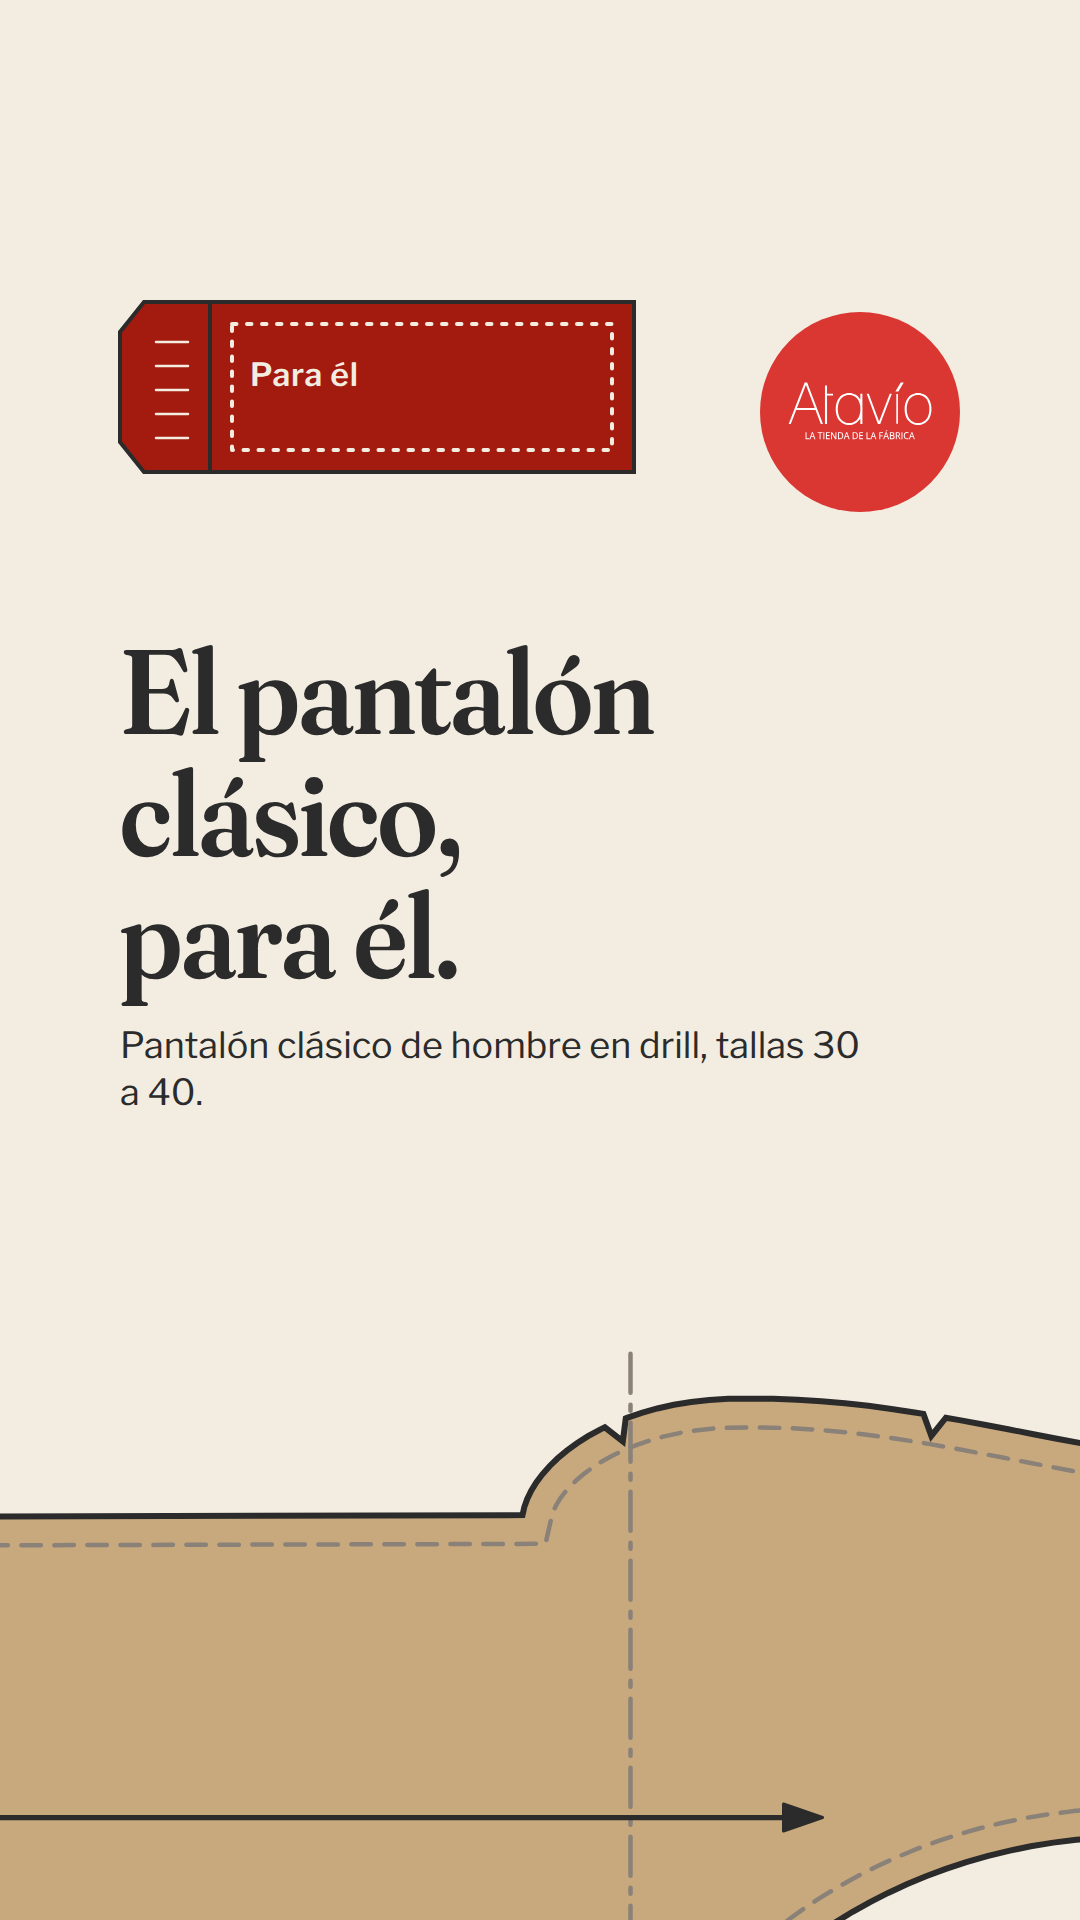 Para él
Atavío
LA TIENDA DE LA FÁBRICA
El pantalón
clásico,
para él.
Pantalón clásico de hombre en drill, tallas 30
a 40.